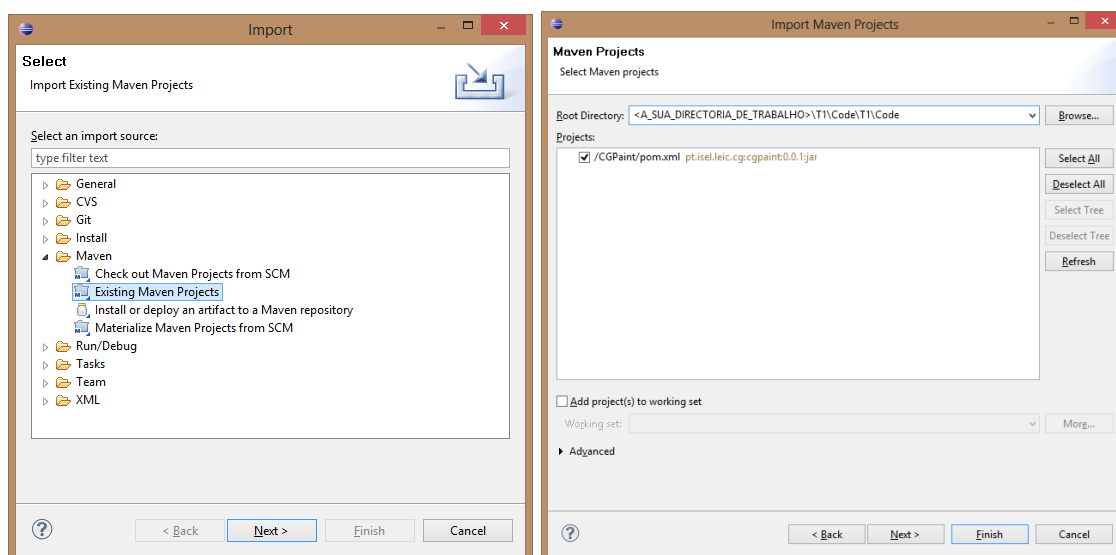 Import
Select
Import Existing Maven Projects
Select an import source:
type filter text
General
CVS
Git
Install
Maven
Check out Maven Projects from SCM
Existing Maven Projects
Install or deploy an artifact to a Maven repository
Materialize Maven Projects from SCM
Run/Debug
Tasks
Team
XML
< Back
Next >
Finish
Cancel
Import Maven Projects
Maven Projects
Select Maven projects
Root Directory: <A_SUA_DIRECTORIA_DE_TRABALHO>\T1\Code\T1\Code
Browse...
Projects:
/CGPaint/pom.xml pt.isel.leic.cg:cgpaint:0.0.1:jar
Select All
Deselect All
Select Tree
Deselect Tree
Refresh
Add project(s) to working set
Working set:
More...
Advanced
< Back
Next >
Finish
Cancel